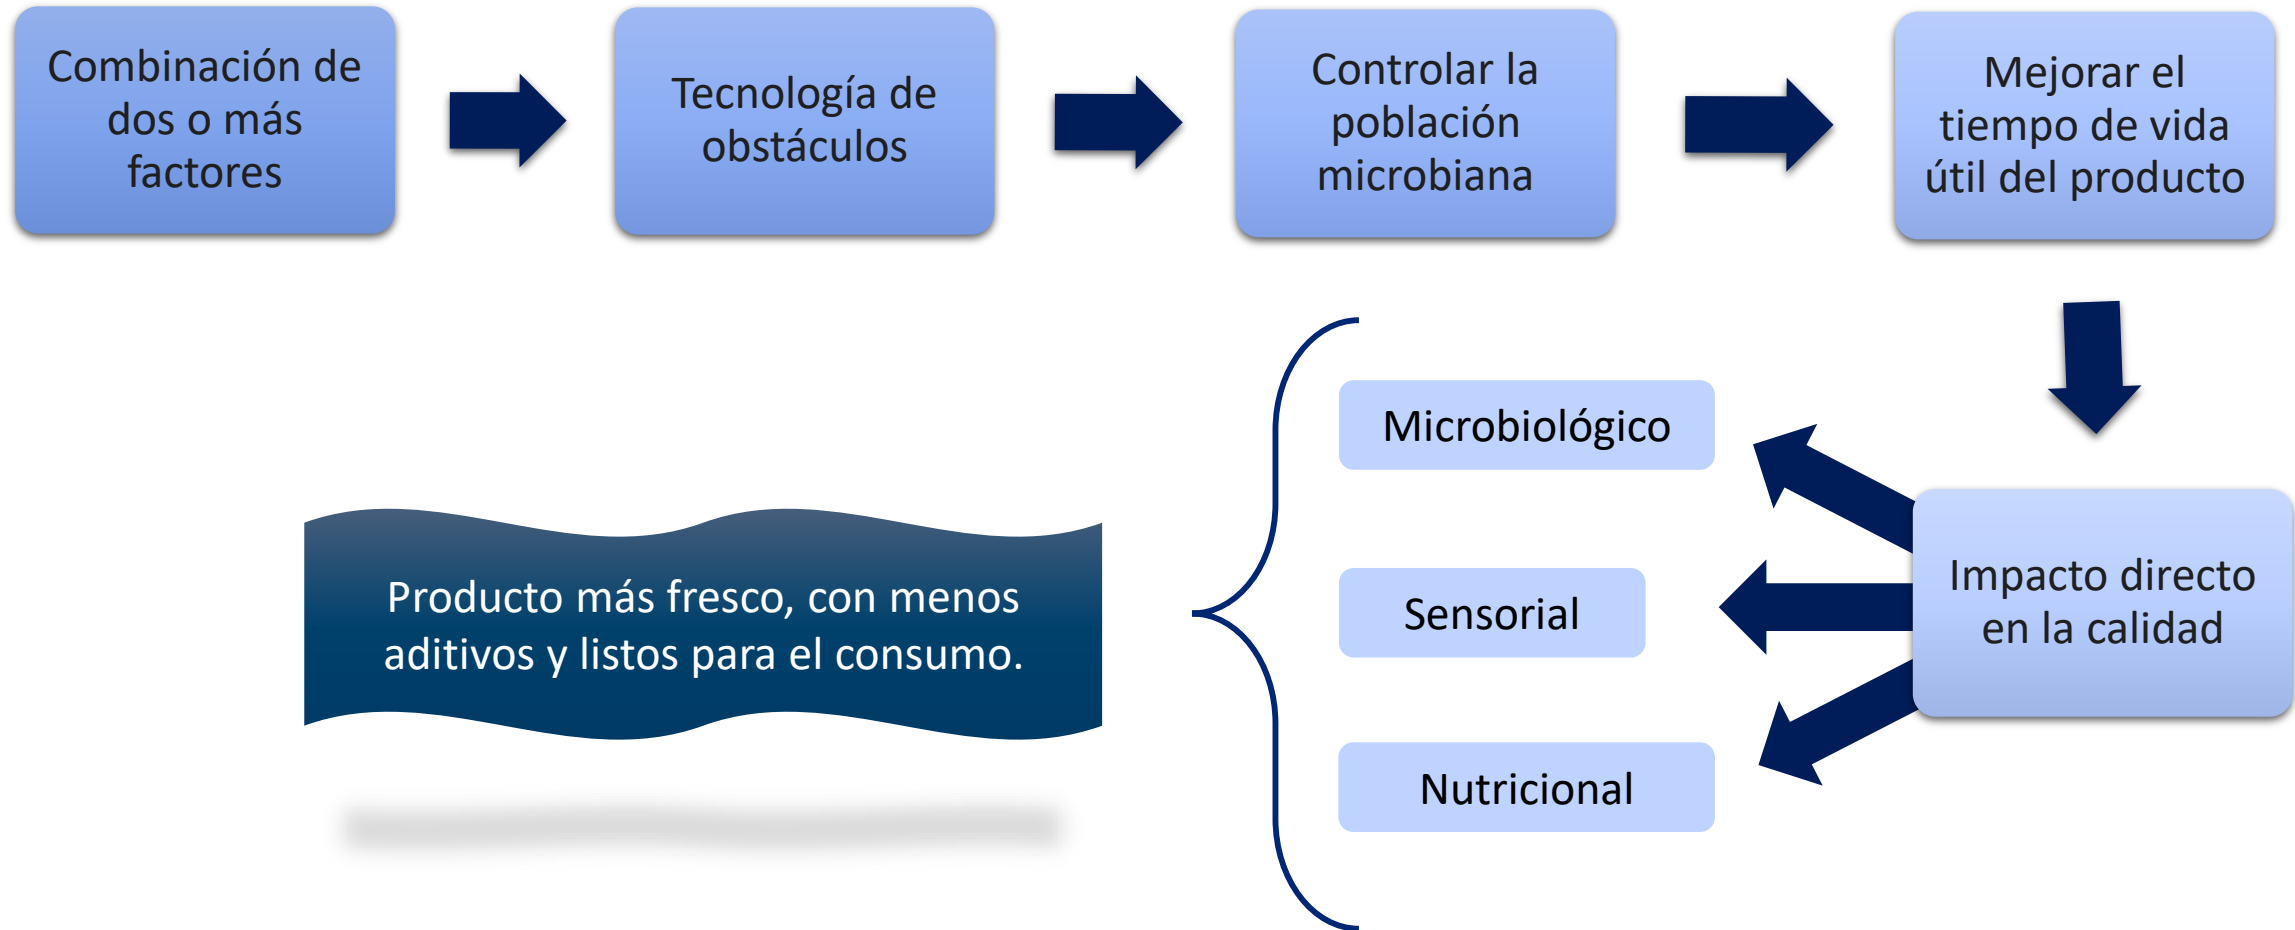 Combinación de
dos o más
factores
Tecnología de
obstáculos
Controlar la
población
microbiana
Mejorar el
tiempo de vida
útil del producto
Impacto directo
en la calidad
Microbiológico
Sensorial
Nutricional
Producto más fresco, con menos
aditivos y listos para el consumo.